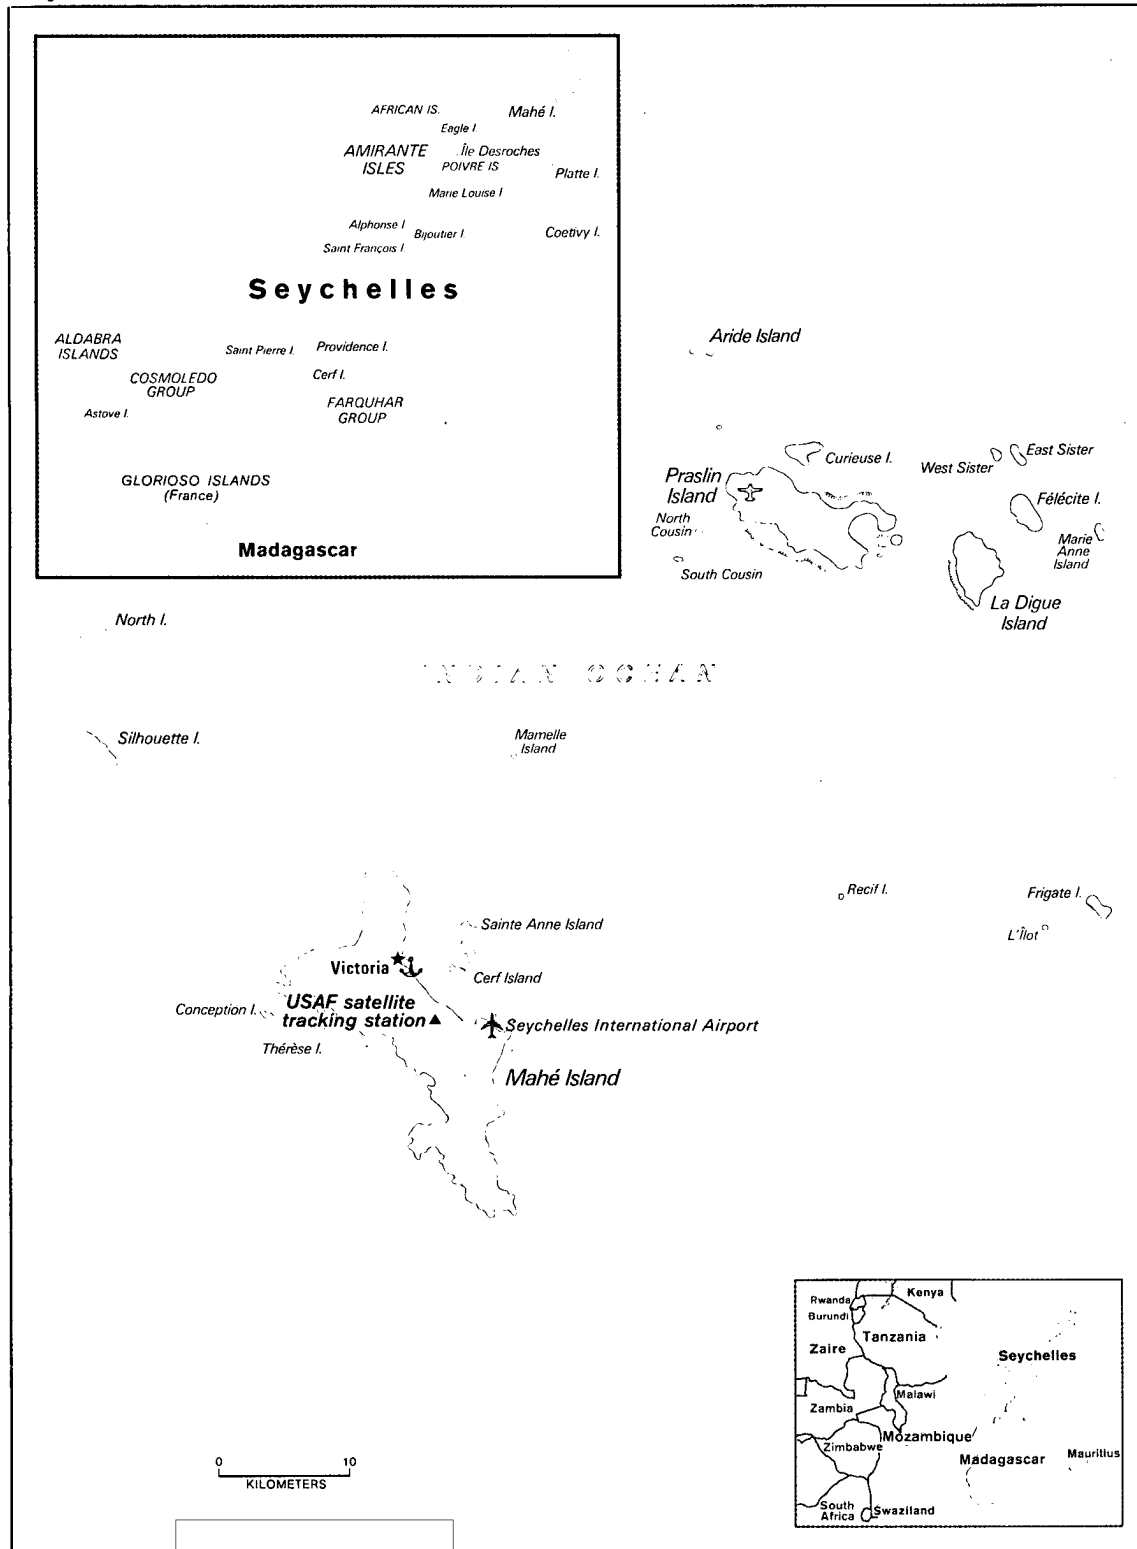 AFRICAN IS.
Mahé I.
Eagle I.
AMIRANTE
ISLES
Île Desroches
POIVRE IS
Platte I.
Marie Louise I
Alphonse I
Bijoutier I.
Coetivy I.
Saint François I.
Seychelles
ALDABRA
ISLANDS
Saint Pierre I.
Providence I.
COSMOLEDO
GROUP
Cerf I.
Astove I.
FARQUHAR
GROUP
GLORIOSO ISLANDS
(France)
Madagascar
Aride Island
Curieuse I.
West Sister
East Sister
Praslin
Island
Félécite I.
North
Cousin
Marie
Anne
Island
South Cousin
La Digue
Island
North I.
INDIAN OCEAN
Silhouette I.
Mamelle
Island
Recif I.
Frigate I.
L'Îlot
Sainte Anne Island
Victoria
Cerf Island
Conception I.
USAF satellite
tracking station
Seychelles International Airport
Thérèse I.
Mahé Island
Rwanda
Kenya
Burundi
Tanzania
Zaire
Seychelles
Malawi
Zambia
Mozambique
Zimbabwe
Madagascar
Mauritius
South
Africa
Swaziland
0 10
KILOMETERS